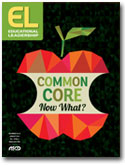 EL
EDUCATIONAL
LEADERSHIP
COMMON
CORE
Now What?
ASCD